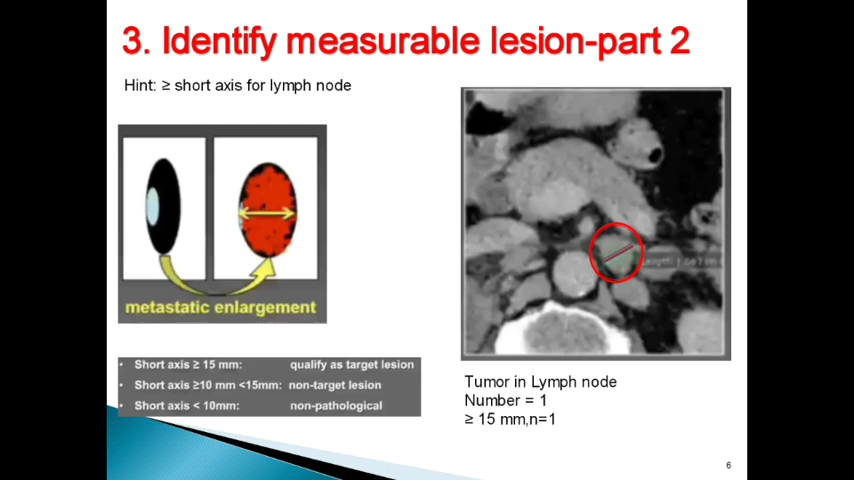 3. Identify measurable lesion-part 2
Hint: ≥ short axis for lymph node
metastatic enlargement
• Short axis ≥ 15 mm: qualify as target lesion
• Short axis ≥10 mm <15mm: non-target lesion
• Short axis < 10mm: non-pathological
Tumor in Lymph node
Number = 1
≥ 15 mm,n=1
6